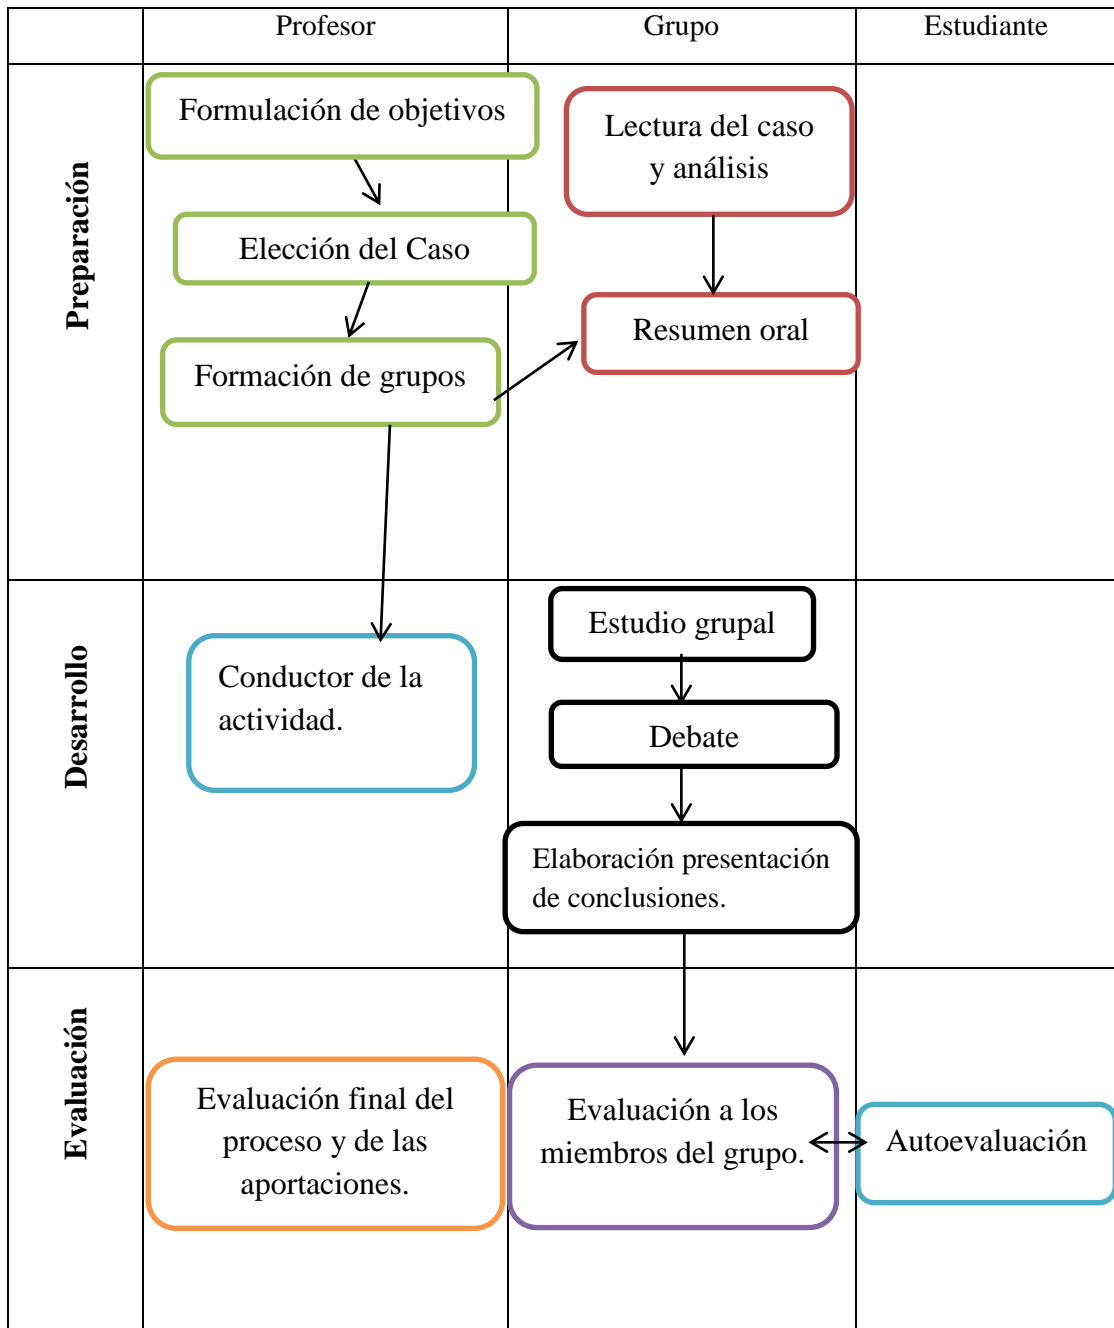 Profesor
Grupo
Estudiante
Preparación
Formulación de objetivos
Elección del Caso
Formación de grupos
Lectura del caso
y análisis
Resumen oral
Desarrollo
Conductor de la
actividad.
Estudio grupal
Debate
Elaboración presentación
de conclusiones.
Evaluación
Evaluación final del
proceso y de las
aportaciones.
Evaluación a los
miembros del grupo.
Autoevaluación